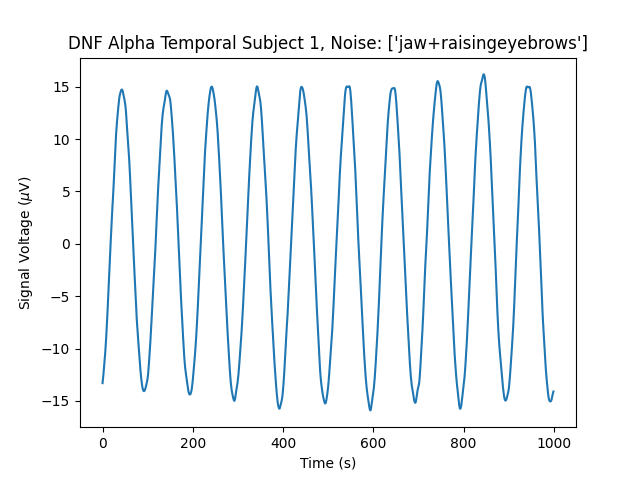 DNF Alpha Temporal Subject 1, Noise: ['jaw+raisingeyebrows']
Signal Voltage (μV)
15
10
5
0
−5
−10
−15
0 200 400 600 800 1000
Time (s)